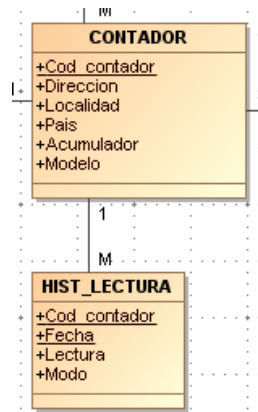 M
CONTADOR
+Cod_contador
+Direccion
+Localidad
+Pais
+Acumulador
+Modelo
1
M
HIST_LECTURA
+Cod_contador
+Fecha
+Lectura
+Modo